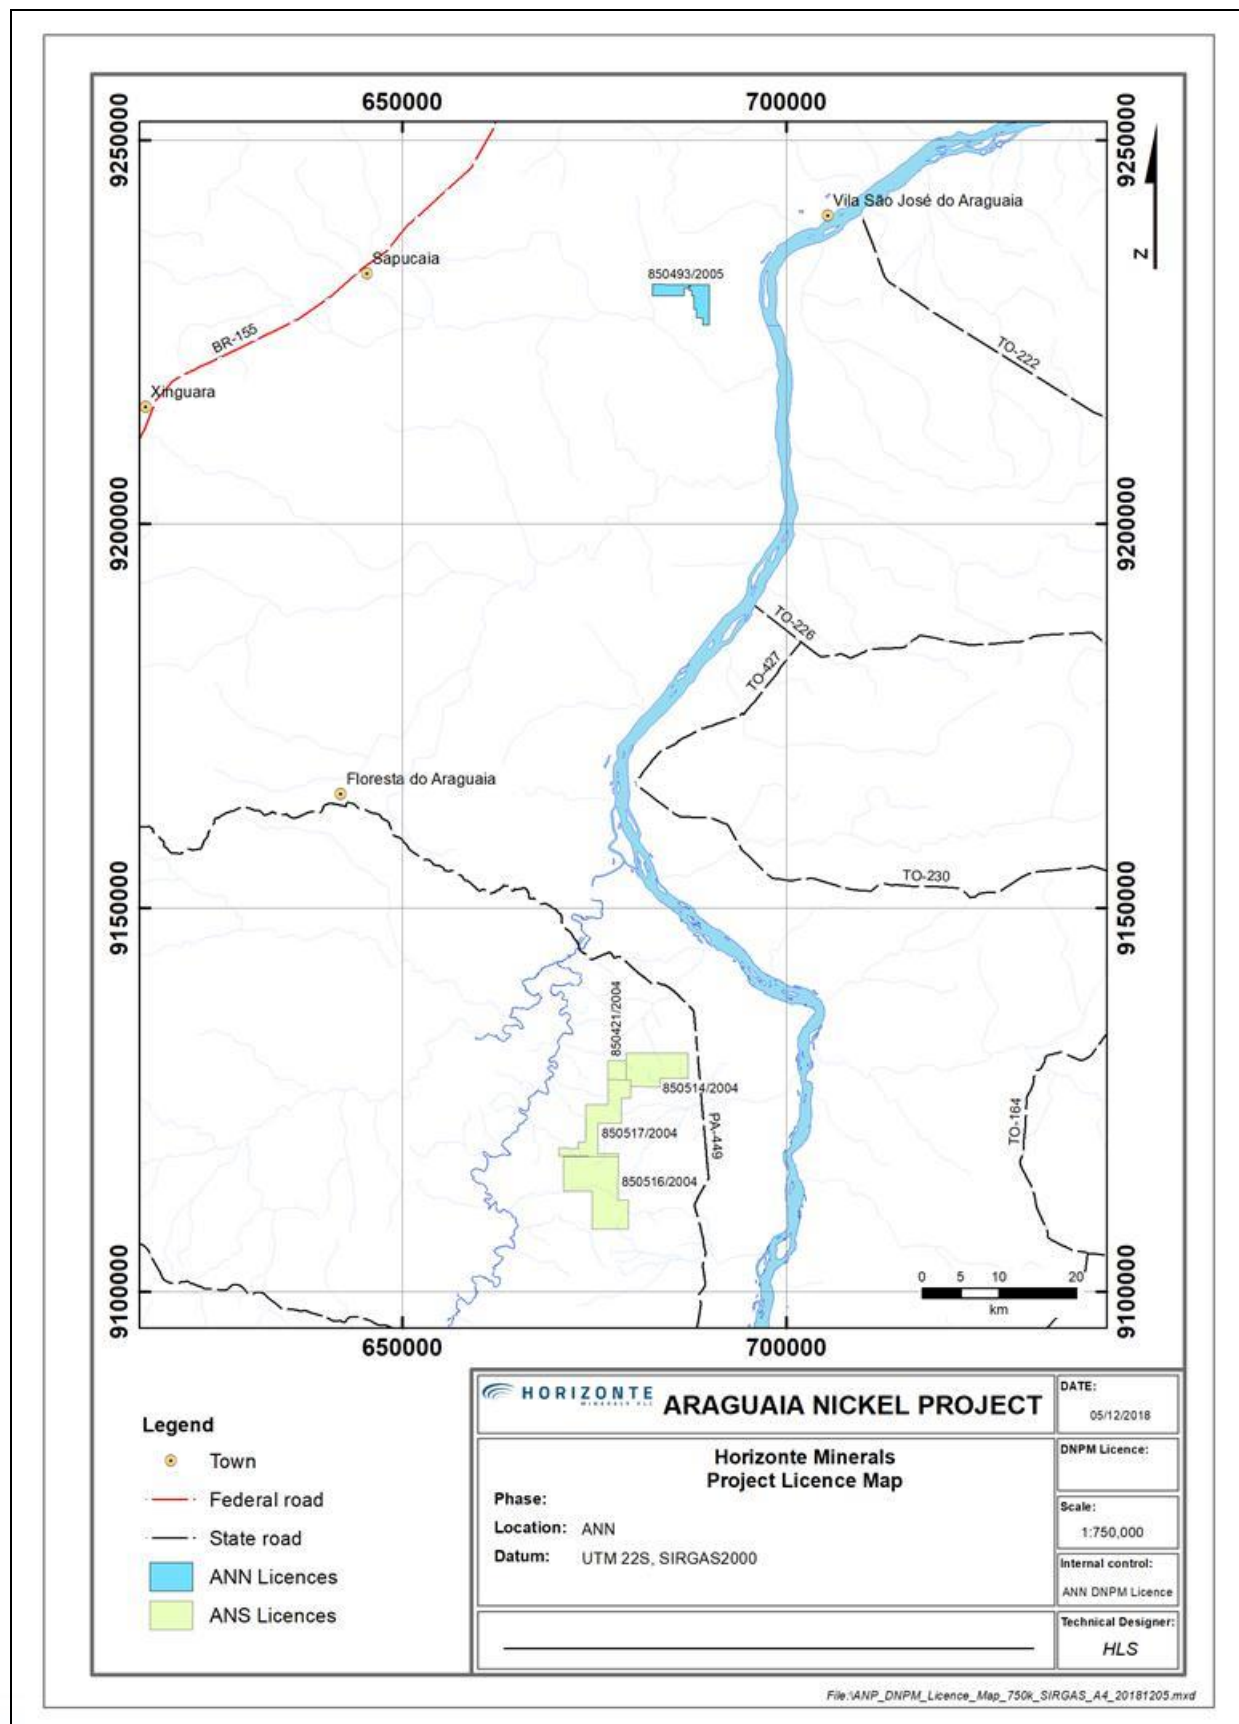 650000
700000
9250000
9250000
Vila São José do Araguaia
Sapucaia
N
850493/2005
BR-155
TO-222
Xinguara
9200000
9200000
TO-226
TO-427
Floresta do Araguaia
TO-230
9150000
9150000
850421/2004
850514/2004
TO-164
PA-449
850517/2004
850516/2004
0 5 10 20
km
9100000
9100000
650000
700000
HORIZONTE
MINERALS PLC
ARAGUAIA NICKEL PROJECT
DATE:
05/12/2018
Legend
Town
Federal road
State road
ANN Licences
ANS Licences
Horizonte Minerals
Project Licence Map
Phase:
Location: ANN
Datum: UTM 22S, SIRGAS2000
DNPM Licence:
Scale:
1:750,000
Internal control:
ANN DNPM Licence
Technical Designer:
HLS
File:\ANP_DNPM_Licence_Map_750k_SIRGAS_A4_20181205.mxd